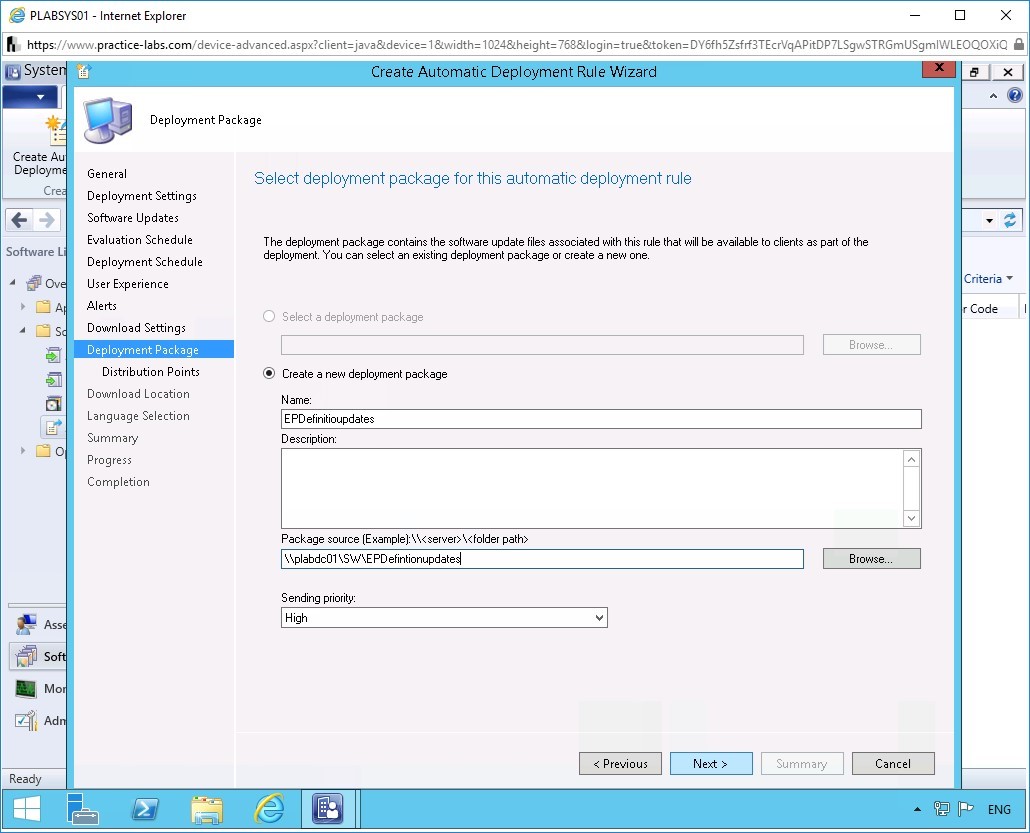 PLABSYS01 - Internet Explorer
https://www.practice-labs.com/device-advanced.aspx?client=java&device=1&width=1024&height=768&login=true&token=DY6fh5Zsfrf3TEcrVqAPitDP7LSgwSTRGmUSgmlWLEOQOXiQ
System
Create Automatic Deployment Rule Wizard
Deployment Package
Create Au
Deployme
Crea
General
Deployment Settings
Software Updates
Evaluation Schedule
Deployment Schedule
User Experience
Alerts
Download Settings
Deployment Package
Distribution Points
Download Location
Language Selection
Summary
Progress
Completion
Select deployment package for this automatic deployment rule
The deployment package contains the software update files associated with this rule that will be available to clients as part of the
deployment. You can select an existing deployment package or create a new one.
Select a deployment package
Browse...
Create a new deployment package
Name:
EPDefinitioupdates
Description:
Package source (Example):\\<server>\<folder path>
\\plabdc01\SW\EPDefintionupdates
Browse...
Sending priority:
High
< Previous
Next >
Summary
Cancel
Software Li
Ove
Ap
So
Op
Criteria
r Code
Asse
Soft
Mor
Adm
Ready
ENG